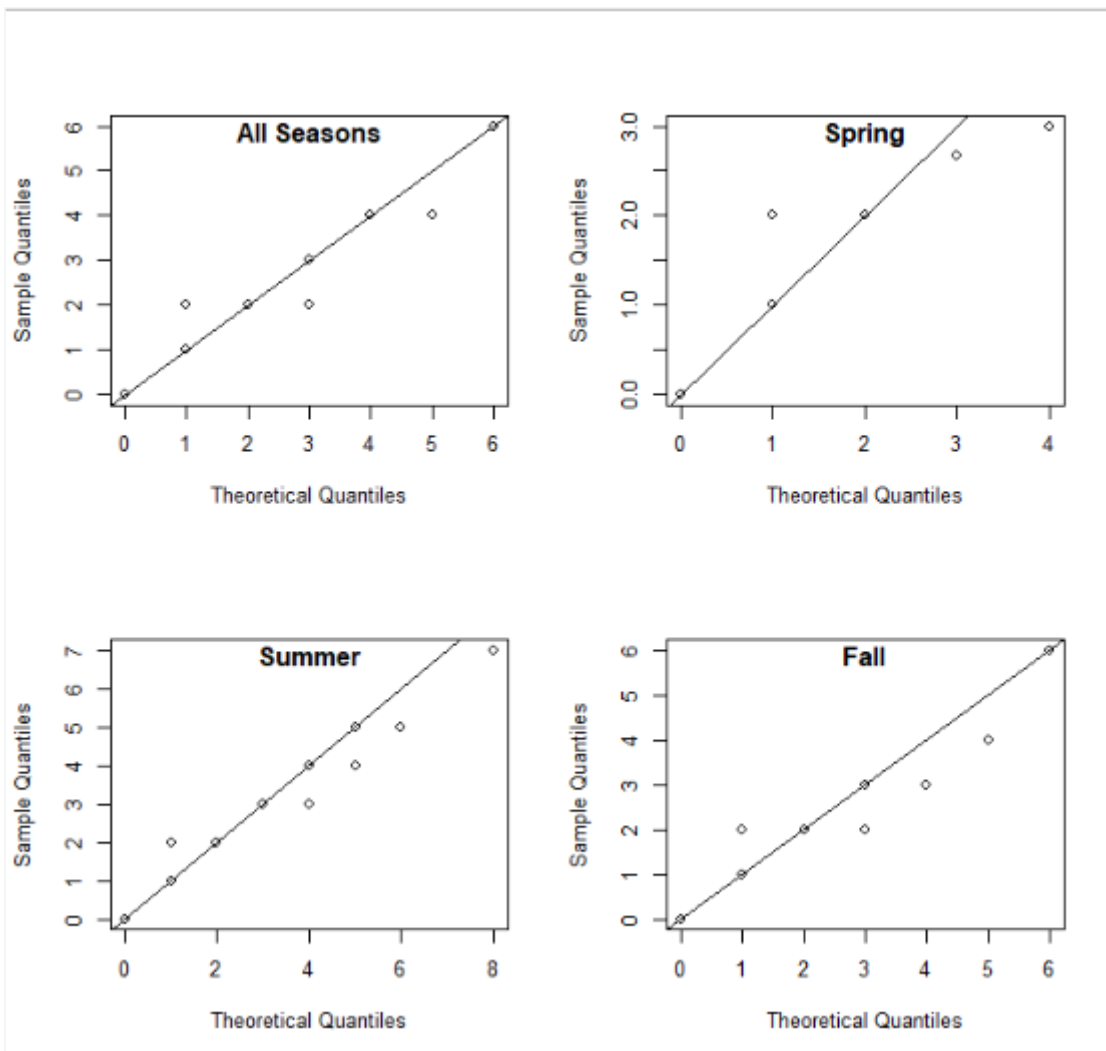 All Seasons
Sample Quantiles
6
5
4
3
2
1
0
0 1 2 3 4 5 6
Theoretical Quantiles
Spring
Sample Quantiles
3.0
2.0
1.0
0.0
0 1 2 3 4
Theoretical Quantiles
Summer
Sample Quantiles
7
6
5
4
3
2
1
0
0 2 4 6 8
Theoretical Quantiles
Fall
Sample Quantiles
6
5
4
3
2
1
0
0 1 2 3 4 5 6
Theoretical Quantiles